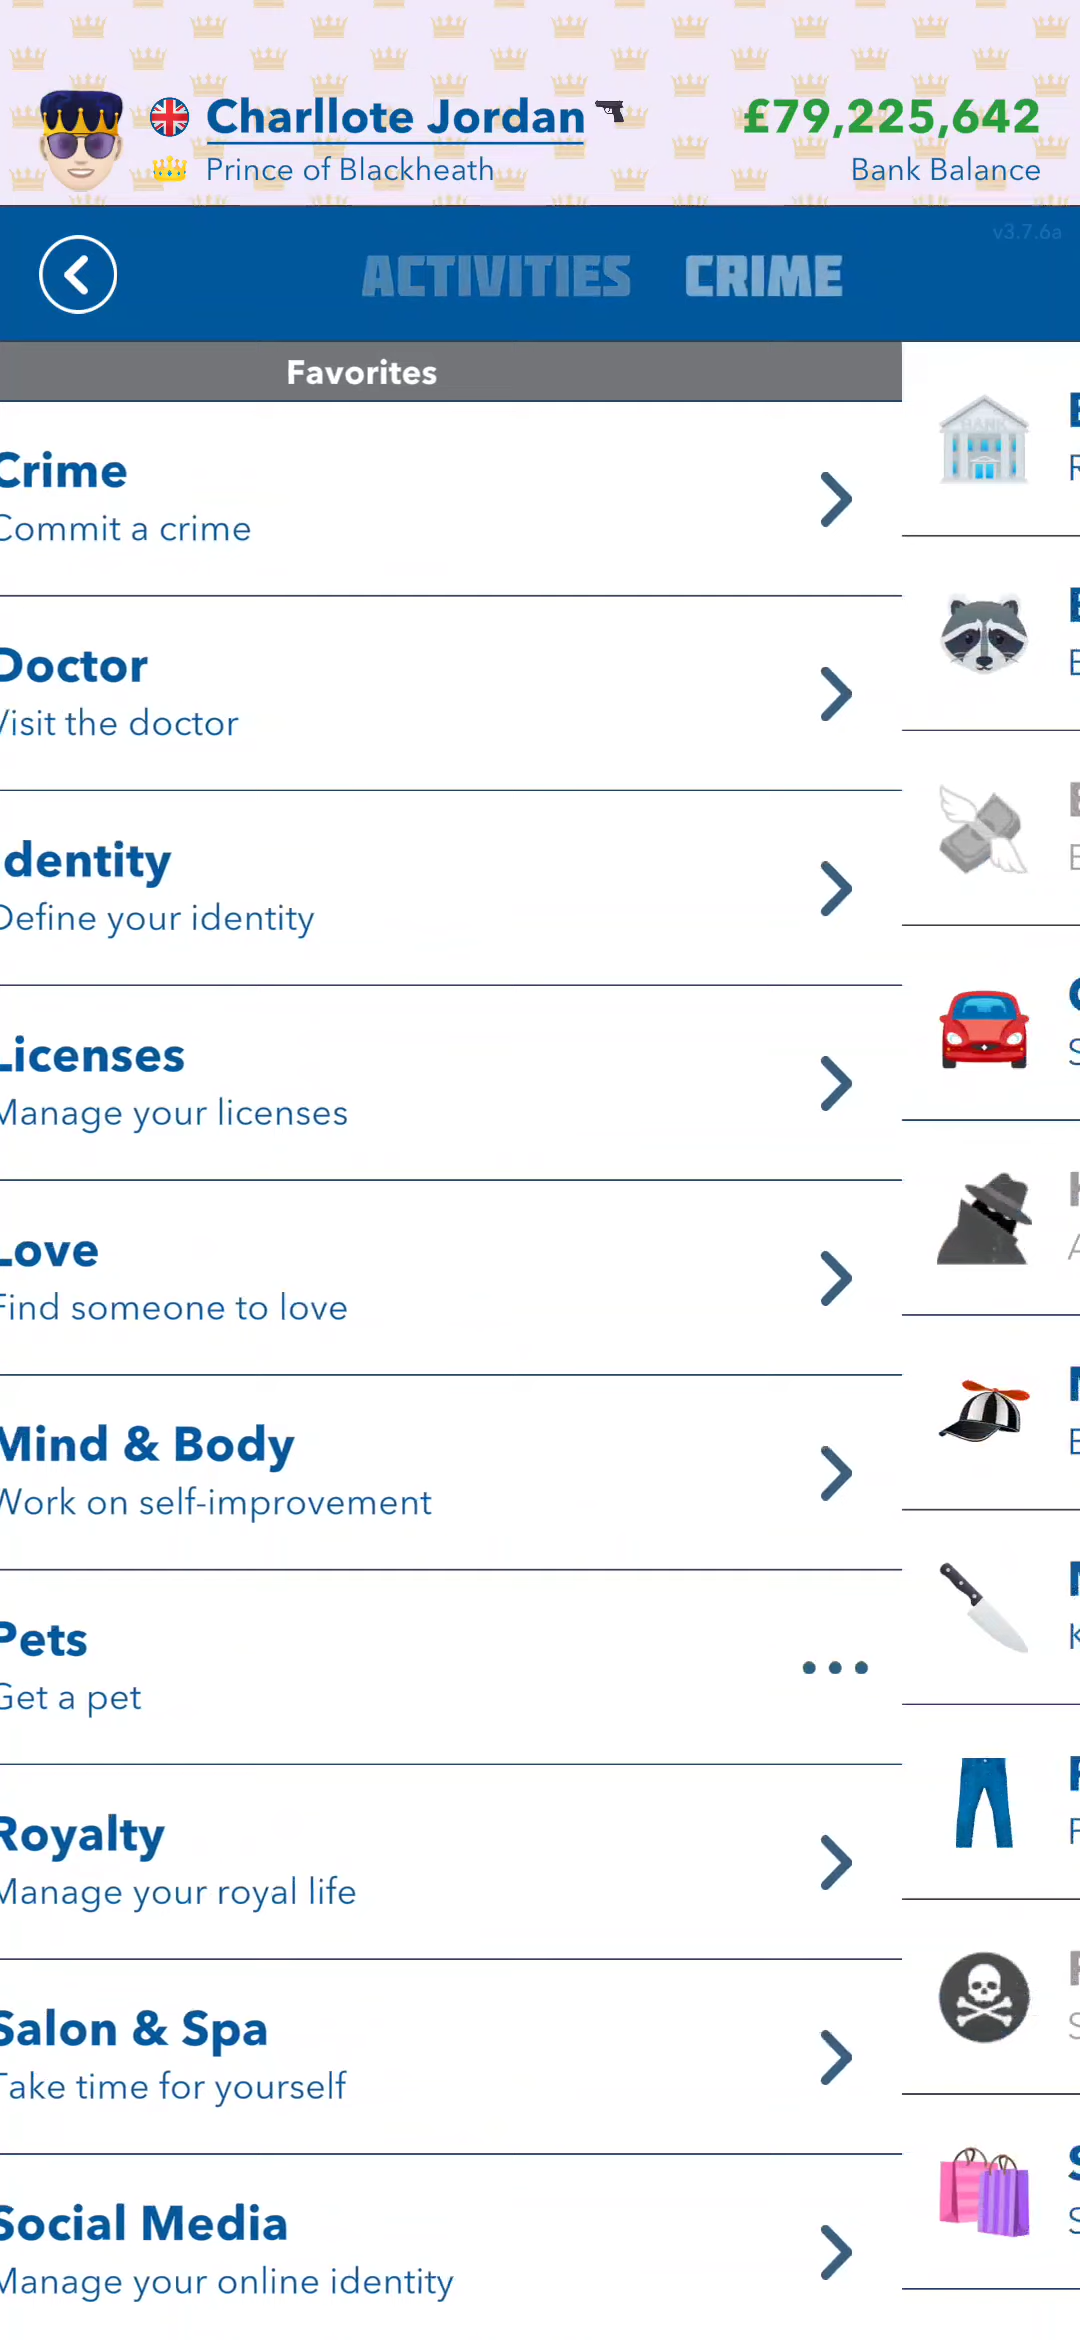 Charllote Jordan
£79,225,642
Prince of Blackheath
Bank Balance
v3.7.6a
ACTIVITIES
CRIME
Favorites
Crime
Commit a crime
Doctor
Visit the doctor
Identity
Define your identity
Licenses
Manage your licenses
Love
Find someone to love
Mind & Body
Work on self-improvement
Pets
Get a pet
Royalty
Manage your royal life
Salon & Spa
Take time for yourself
Social Media
Manage your online identity
BANK